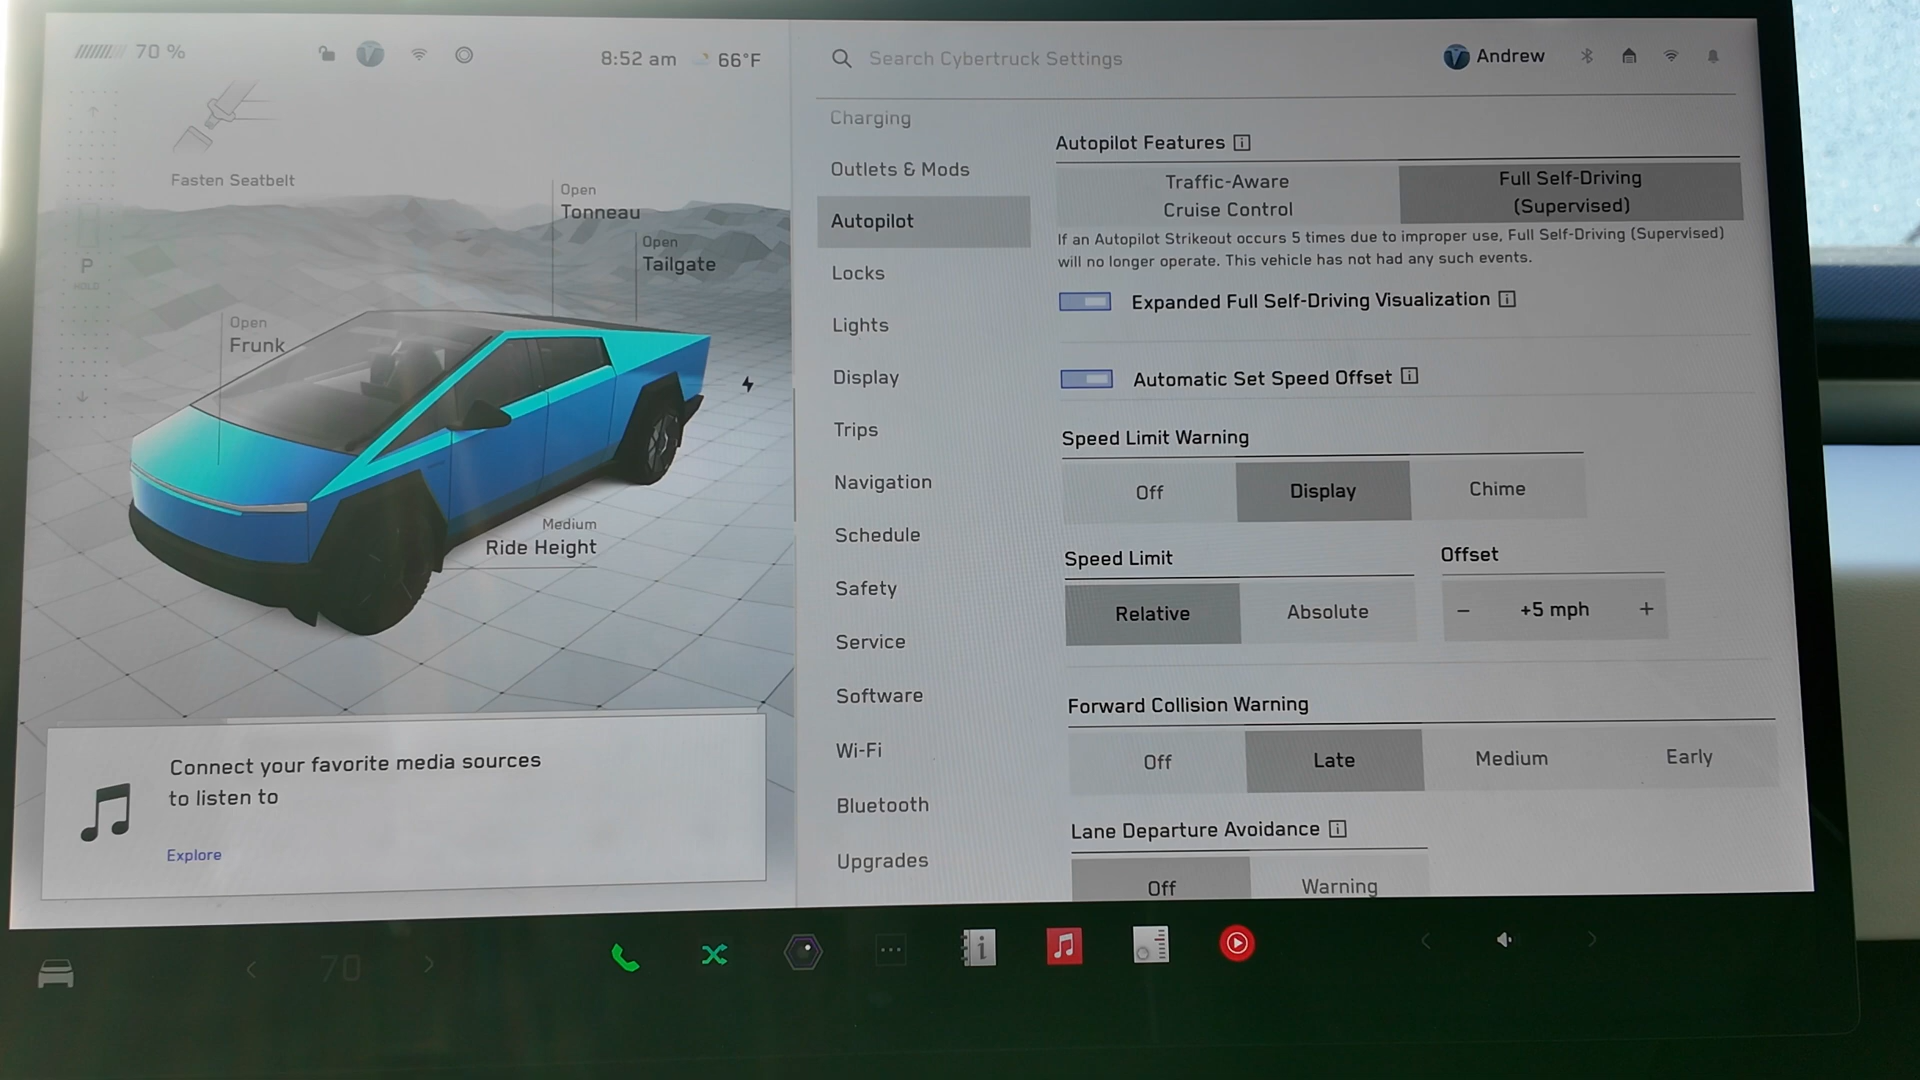 70 %
8:52 am
66°F
Fasten Seatbelt
P
HOLD
Open
Tonneau
Open
Tailgate
Open
Frunk
Medium
Ride Height
Connect your favorite media sources
to listen to
Explore
Search Cybertruck Settings
Andrew
Charging
Outlets & Mods
Autopilot
Locks
Lights
Display
Trips
Navigation
Schedule
Safety
Service
Software
Wi-Fi
Bluetooth
Upgrades
Autopilot Features
Traffic-Aware
Cruise Control
Full Self-Driving
(Supervised)
If an Autopilot Strikeout occurs 5 times due to improper use, Full Self-Driving (Supervised)
will no longer operate. This vehicle has not had any such events.
Expanded Full Self-Driving Visualization
Automatic Set Speed Offset
Speed Limit Warning
Off
Display
Chime
Speed Limit
Relative
Absolute
Offset
− +5 mph +
Forward Collision Warning
Off
Late
Medium
Early
Lane Departure Avoidance
Off
Warning
70